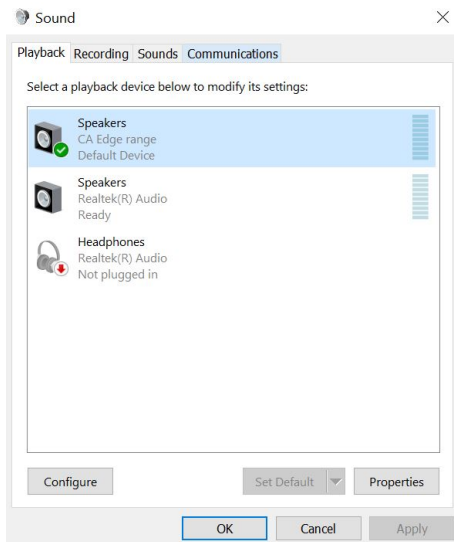 Sound
Playback Recording Sounds Communications
Select a playback device below to modify its settings:
Speakers
CA Edge range
Default Device
Speakers
Realtek(R) Audio
Ready
Headphones
Realtek(R) Audio
Not plugged in
Configure Set Default Properties
OK Cancel Apply